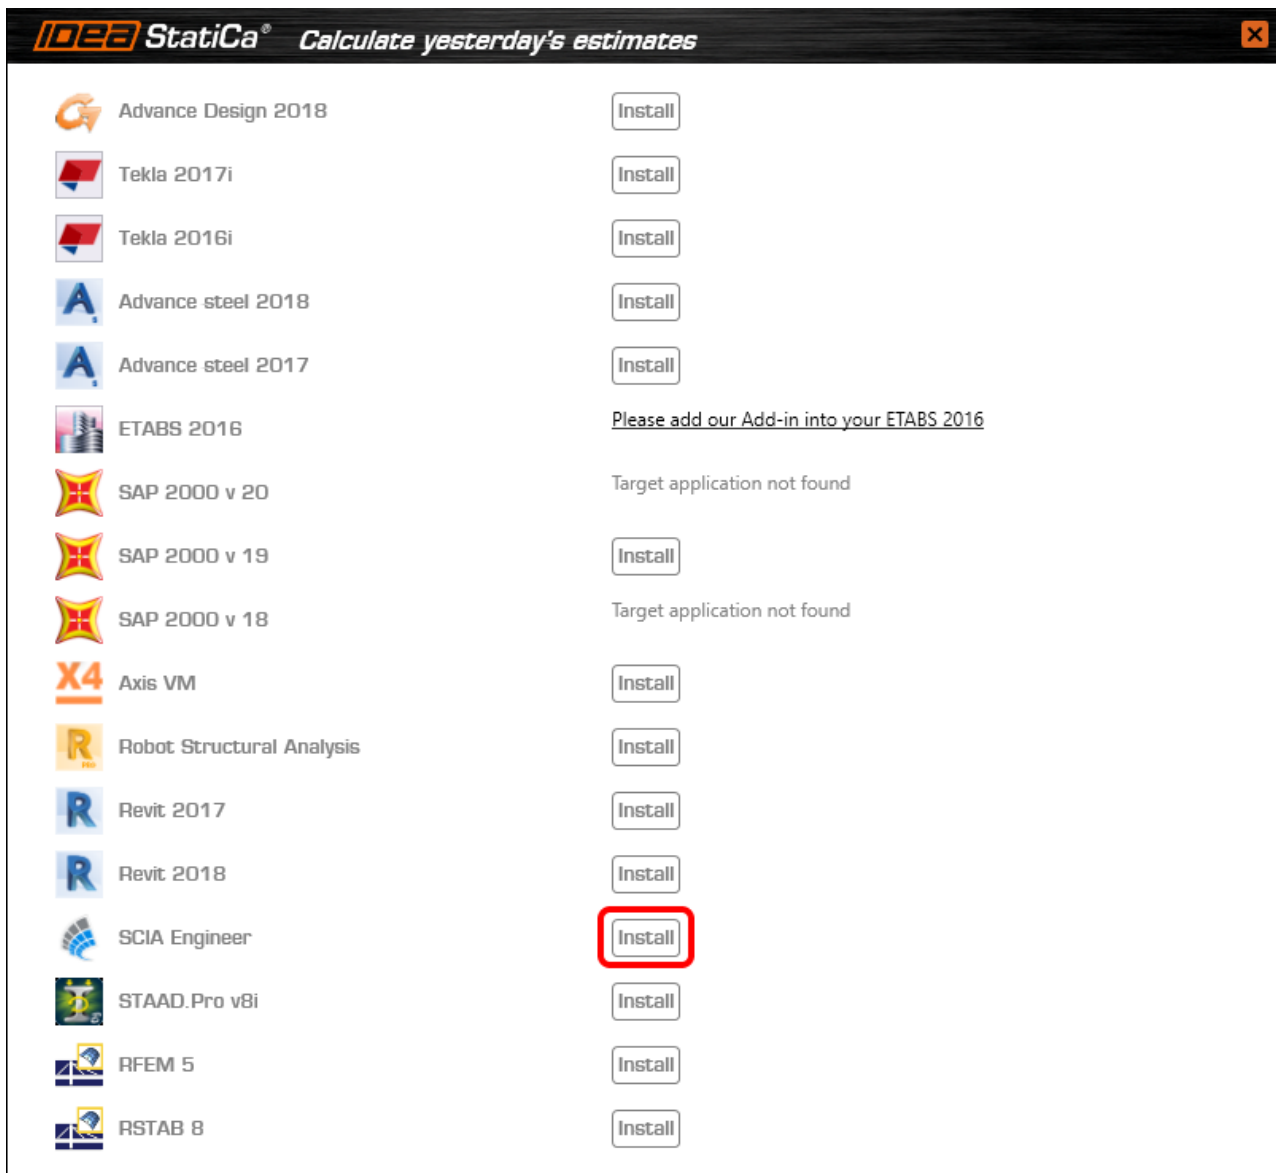 IDEA StatiCa® Calculate yesterday's estimates
Advance Design 2018 Install
Tekla 2017i Install
Tekla 2016i Install
Advance steel 2018 Install
Advance steel 2017 Install
ETABS 2016 Please add our Add-in into your ETABS 2016
SAP 2000 v 20 Target application not found
SAP 2000 v 19 Install
SAP 2000 v 18 Target application not found
X4 Axis VM Install
R PRO Robot Structural Analysis Install
R Revit 2017 Install
R Revit 2018 Install
SCIA Engineer Install
STAAD.Pro v8i Install
RFEM 5 Install
RSTAB 8 Install